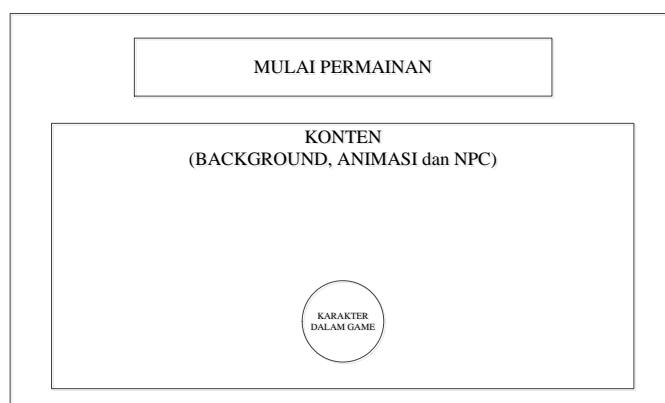 MULAI PERMAINAN
KONTEN
(BACKGROUND, ANIMASI dan NPC)
KARAKTER
DALAM GAME